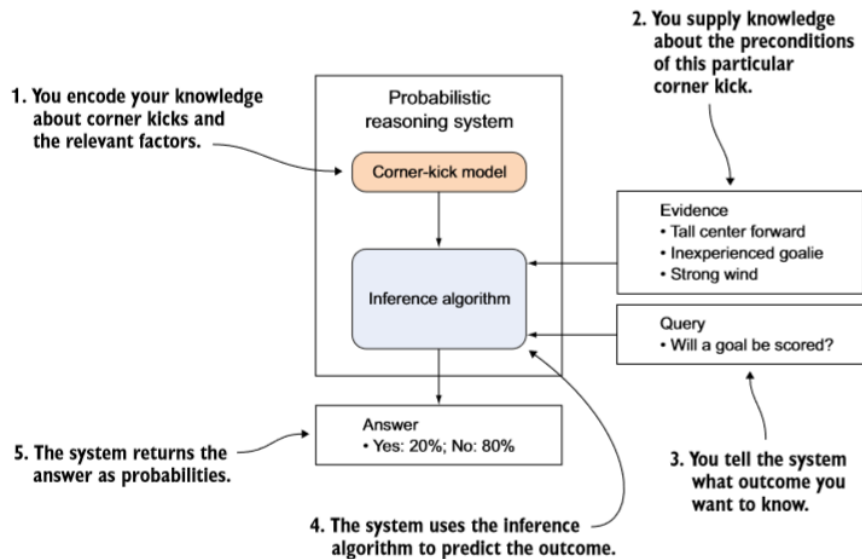 1. You encode your knowledge
about corner kicks and
the relevant factors.
2. You supply knowledge
about the preconditions
of this particular
corner kick.
Probabilistic
reasoning system
Corner-kick model
Inference algorithm
Evidence
• Tall center forward
• Inexperienced goalie
• Strong wind
Query
• Will a goal be scored?
Answer
• Yes: 20%; No: 80%
3. You tell the system
what outcome you
want to know.
4. The system uses the inference
algorithm to predict the outcome.
5. The system returns the
answer as probabilities.